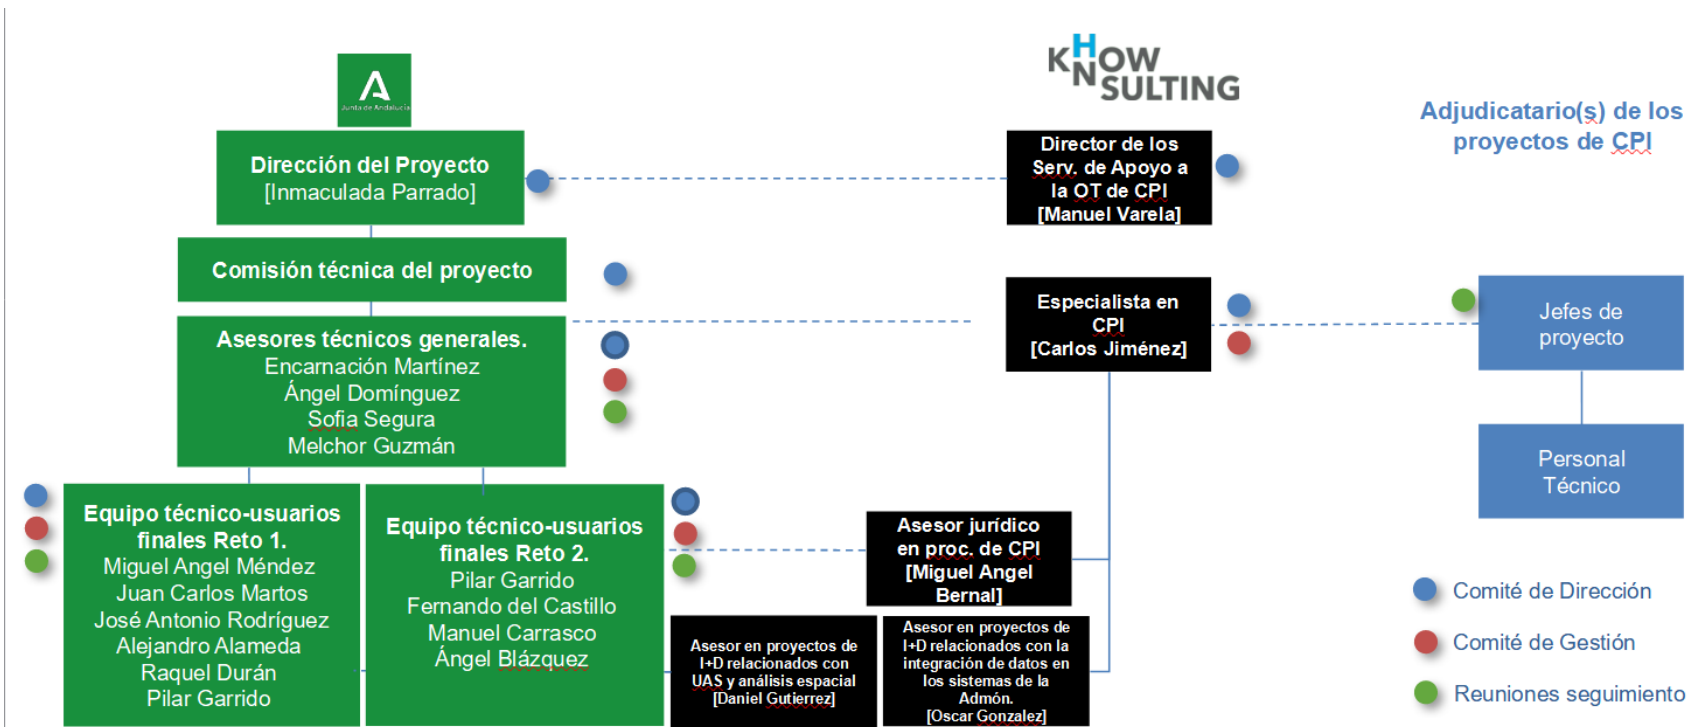 Junta de Andalucía
KHNOW
NSULTING
Adjudicatario(s) de los
proyectos de CPI
Dirección del Proyecto
[Inmaculada Parrado]
Director de los
Serv. de Apoyo a
la OT de CPI
[Manuel Varela]
Comisión técnica del proyecto
Asesores técnicos generales.
Encarnación Martínez
Ángel Domínguez
Sofia Segura
Melchor Guzmán
Especialista en
CPI
[Carlos Jiménez]
Jefes de
proyecto
Personal
Técnico
Equipo técnico-usuarios
finales Reto 1.
Miguel Angel Méndez
Juan Carlos Martos
José Antonio Rodríguez
Alejandro Alameda
Raquel Durán
Pilar Garrido
Equipo técnico-usuarios
finales Reto 2.
Pilar Garrido
Fernando del Castillo
Manuel Carrasco
Ángel Blázquez
Asesor jurídico
en proc. de CPI
[Miguel Angel
Bernal]
Asesor en proyectos de
I+D relacionados con
UAS y análisis espacial
[Daniel Gutierrez]
Asesor en proyectos de
I+D relacionados con la
integración de datos en
los sistemas de la
Admón.
[Oscar Gonzalez]
Comité de Dirección
Comité de Gestión
Reuniones seguimiento